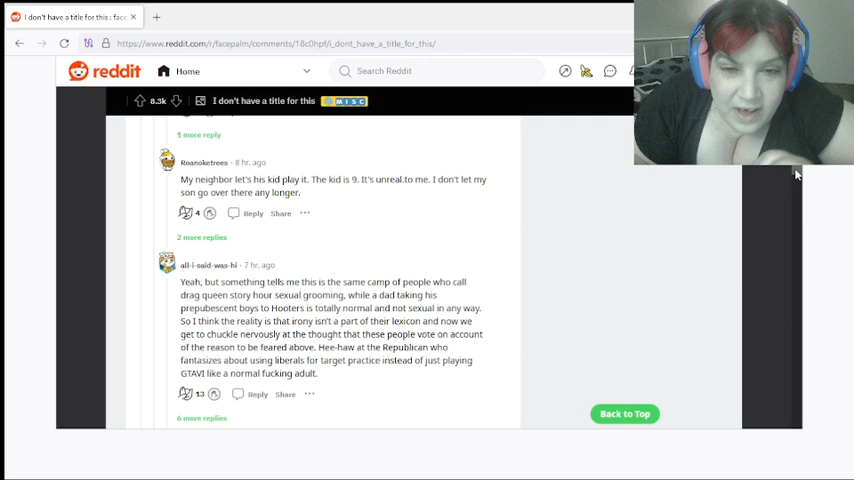 I don't have a title for this : face
https://www.reddit.com/r/facepalm/comments/18c0hpf/i_dont_have_a_title_for_this/
reddit Home Search Reddit
8.3k I don't have a title for this MISC
1 more reply
Roanoketrees · 8 hr. ago
My neighbor let's his kid play it. The kid is 9. It's unreal.to me. I don't let my
son go over there any longer.
4 Reply Share ···
2 more replies
all-i-said-was-hi · 7 hr. ago
Yeah, but something tells me this is the same camp of people who call
drag queen story hour sexual grooming, while a dad taking his
prepubescent boys to Hooters is totally normal and not sexual in any way.
So I think the reality is that irony isn't a part of their lexicon and now we
get to chuckle nervously at the thought that these people vote on account
of the reason to be feared above. Hee-haw at the Republican who
fantasizes about using liberals for target practice instead of just playing
GTAVI like a normal fucking adult.
13 Reply Share ···
6 more replies
Back to Top